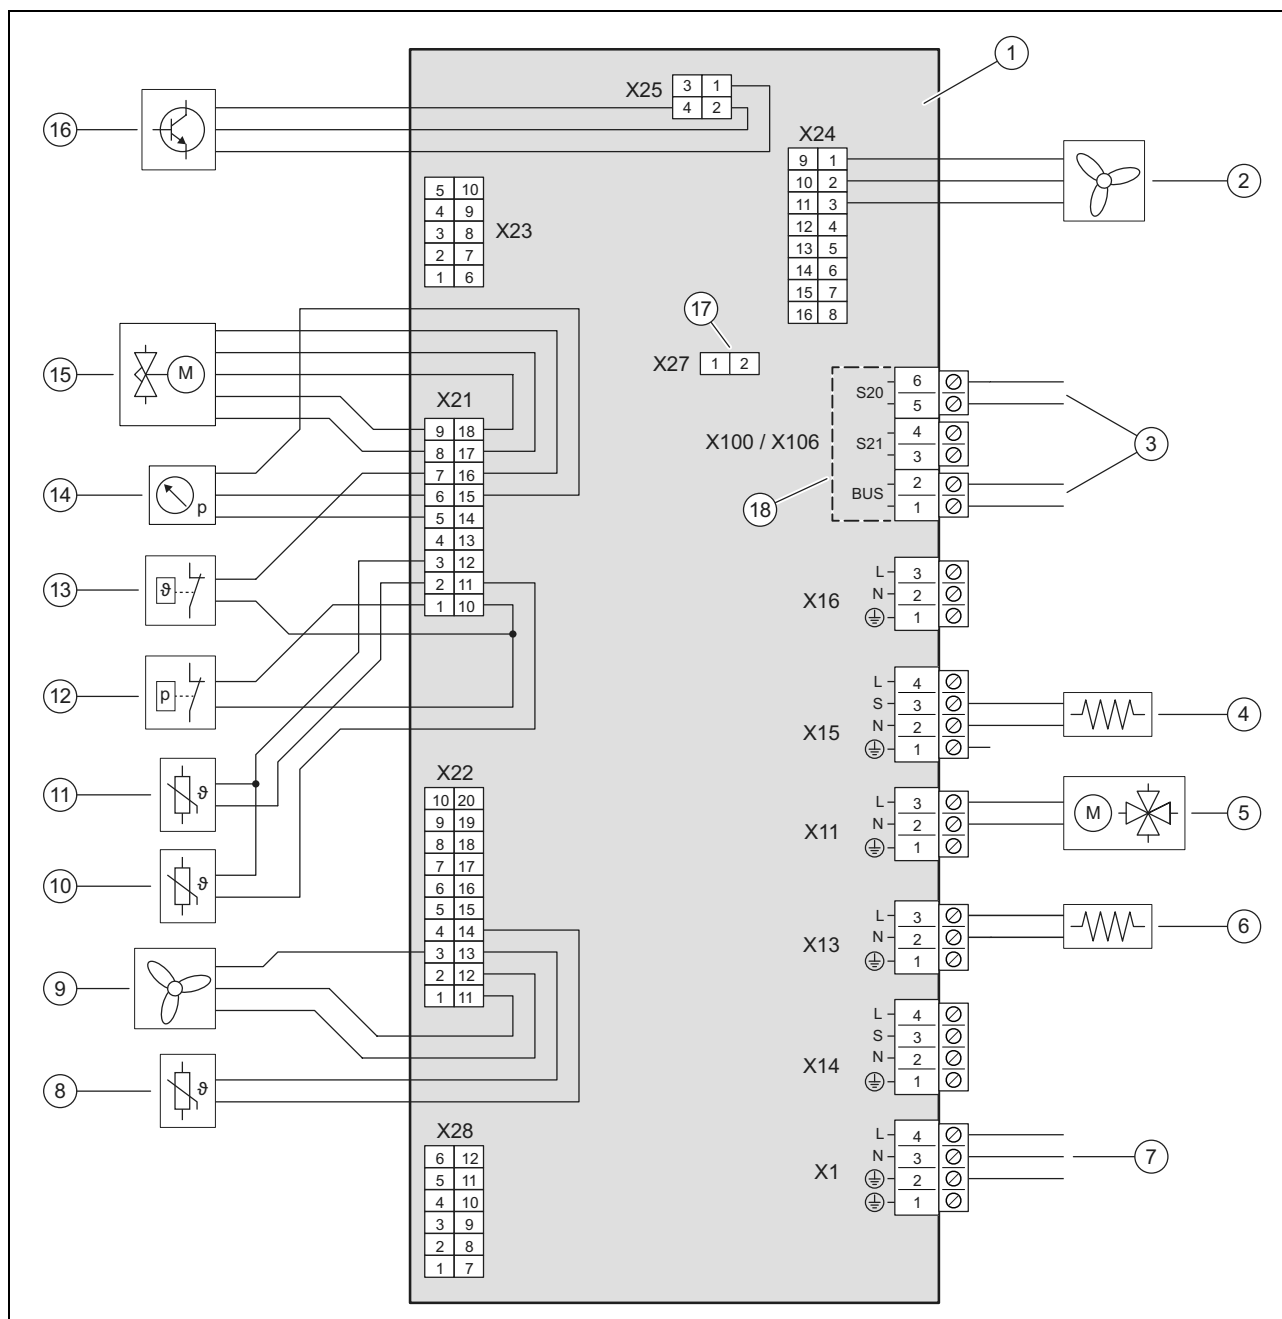 1
X25
3 1
4 2
16
X24
9 1
10 2
11 3
12 4
13 5
14 6
15 7
16 8
2
5 10
4 9
3 8
2 7
1 6
X23
17
X27
1 2
15
M
X21
9 18
8 17
7 16
6 15
5 14
4 13
3 12
2 11
1 10
S20
6
5
X100 / X106
S21
4
3
BUS
2
1
3
18
14
p
13
ϑ
X16
L 3
N 2
1
12
p
X15
L 4
S 3
N 2
1
4
11
ϑ
X22
10 20
9 19
8 18
7 17
6 16
5 15
4 14
3 13
2 12
1 11
X11
L 3
N 2
1
M
5
10
ϑ
X13
L 3
N 2
1
6
9
X14
L 4
S 3
N 2
1
8
ϑ
X28
6 12
5 11
4 10
3 9
2 8
1 7
X1
L 4
N 3
2
1
7